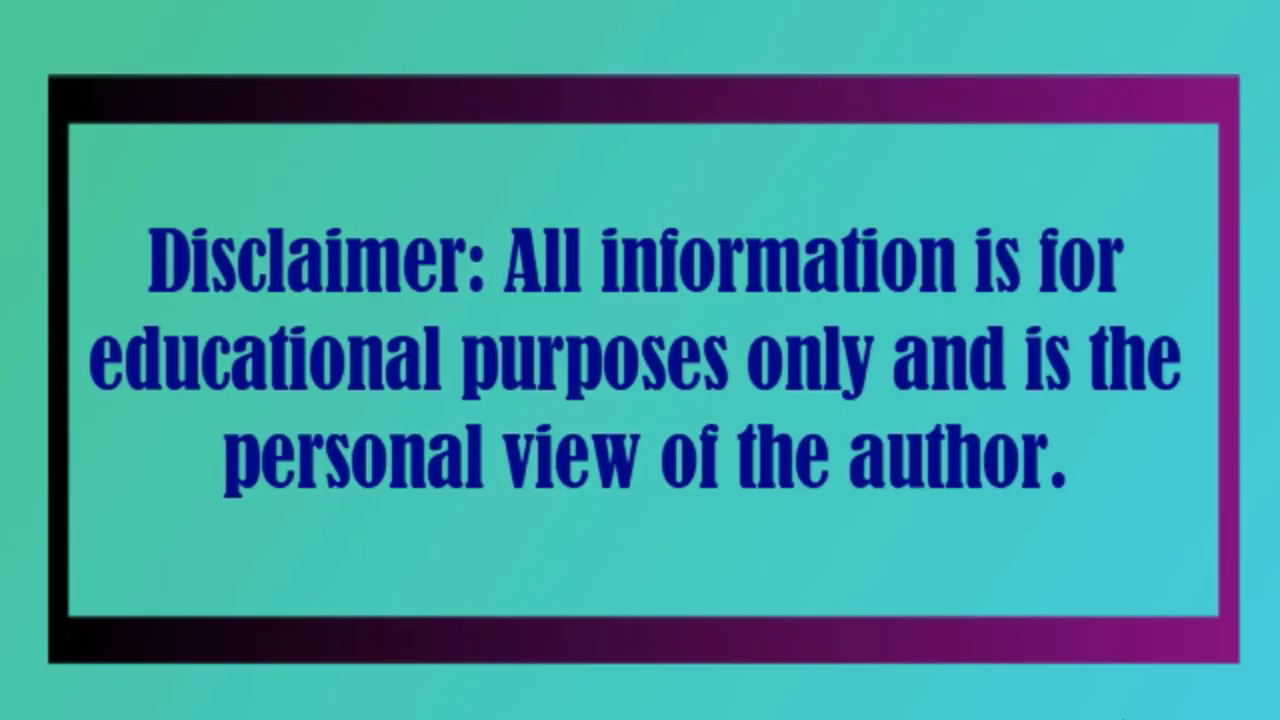 Disclaimer: All information is for
educational purposes only and is the
personal view of the author.